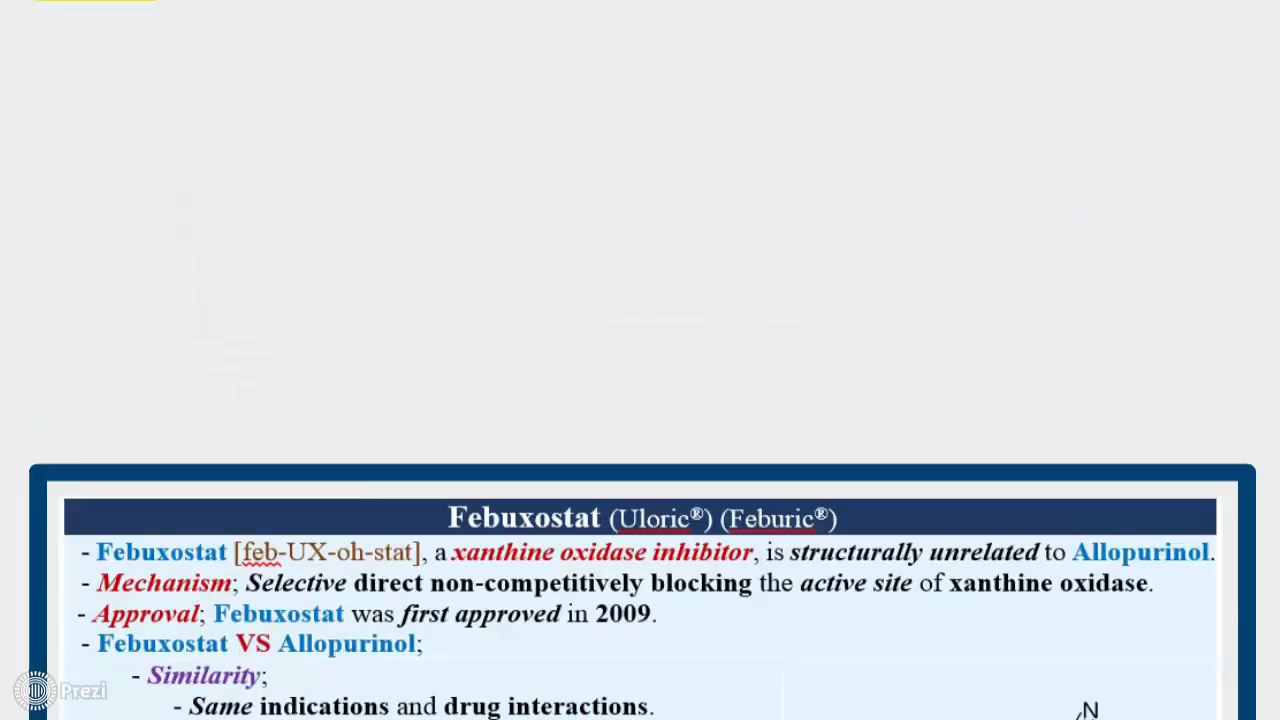 Febuxostat (Uloric®) (Feburic®)
- Febuxostat [feb-UX-oh-stat], a xanthine oxidase inhibitor, is structurally unrelated to Allopurinol.
- Mechanism; Selective direct non-competitively blocking the active site of xanthine oxidase.
- Approval; Febuxostat was first approved in 2009.
- Febuxostat VS Allopurinol;
- Similarity;
- Same indications and drug interactions.
N
Prezi